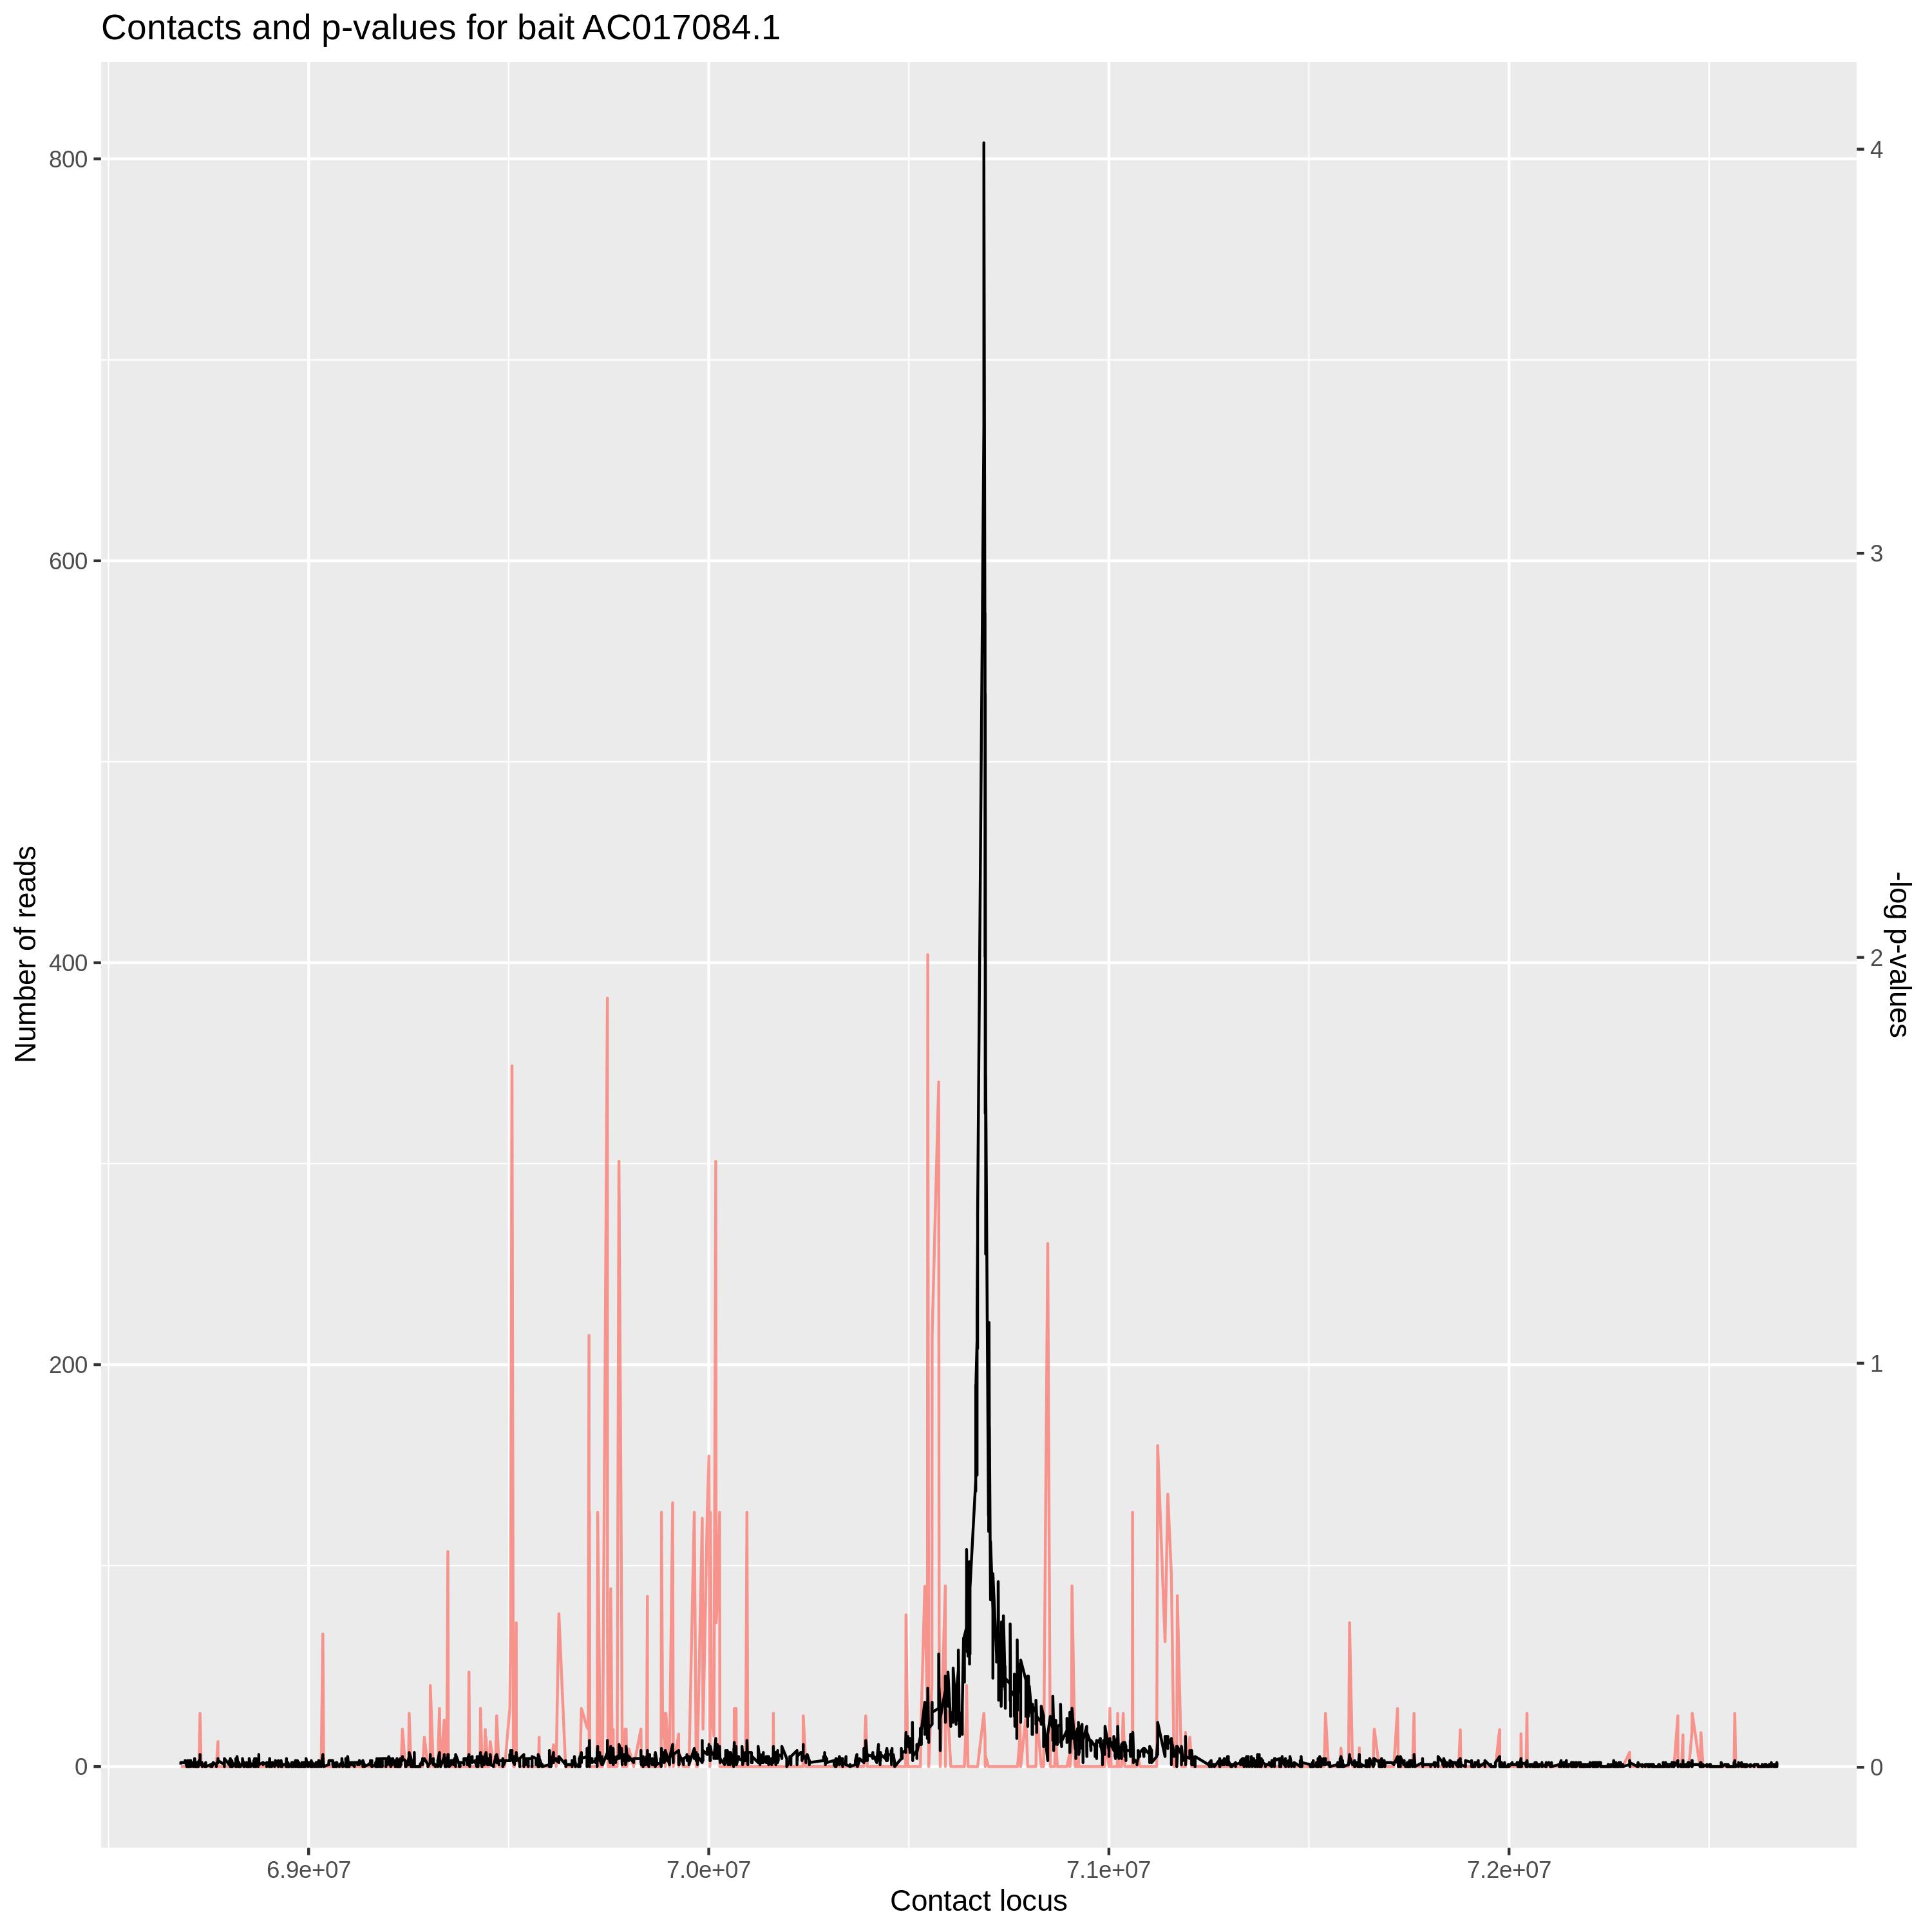 Contacts and p-values for bait AC017084.1
800
600
400
200
0
Number of reads
4
3
2
1
0
-log p-values
6.9e+07
7.0e+07
7.1e+07
7.2e+07
Contact locus